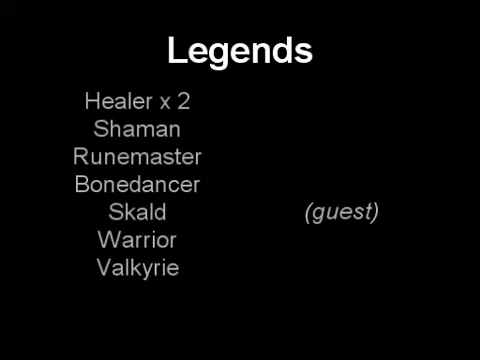 Legends
Healer x 2
Shaman
Runemaster
Bonedancer
Skald (guest)
Warrior
Valkyrie